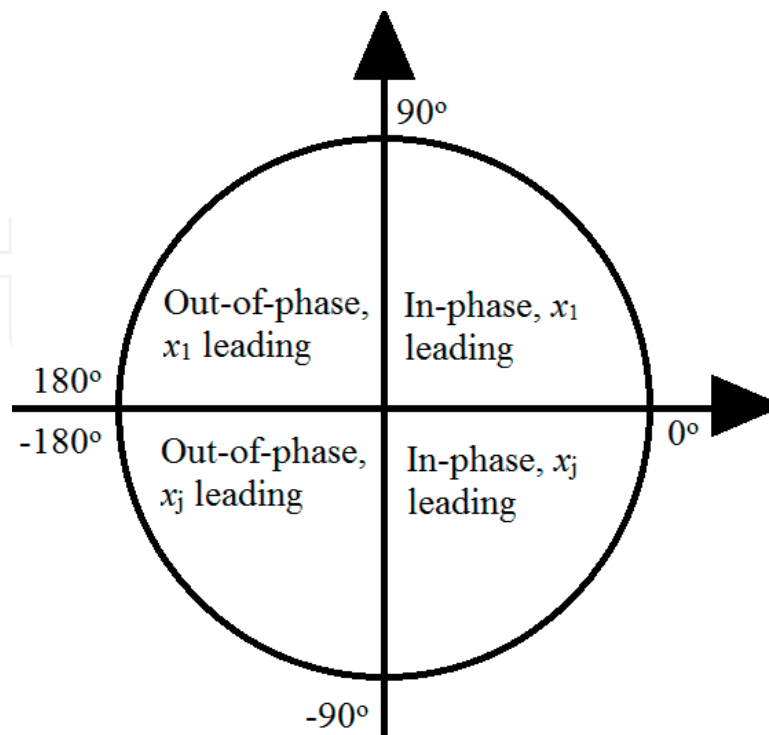 90º
Out-of-phase,
x₁ leading
In-phase, x₁
leading
180º
-180º
0º
Out-of-phase,
xⱼ leading
In-phase, xⱼ
leading
-90º